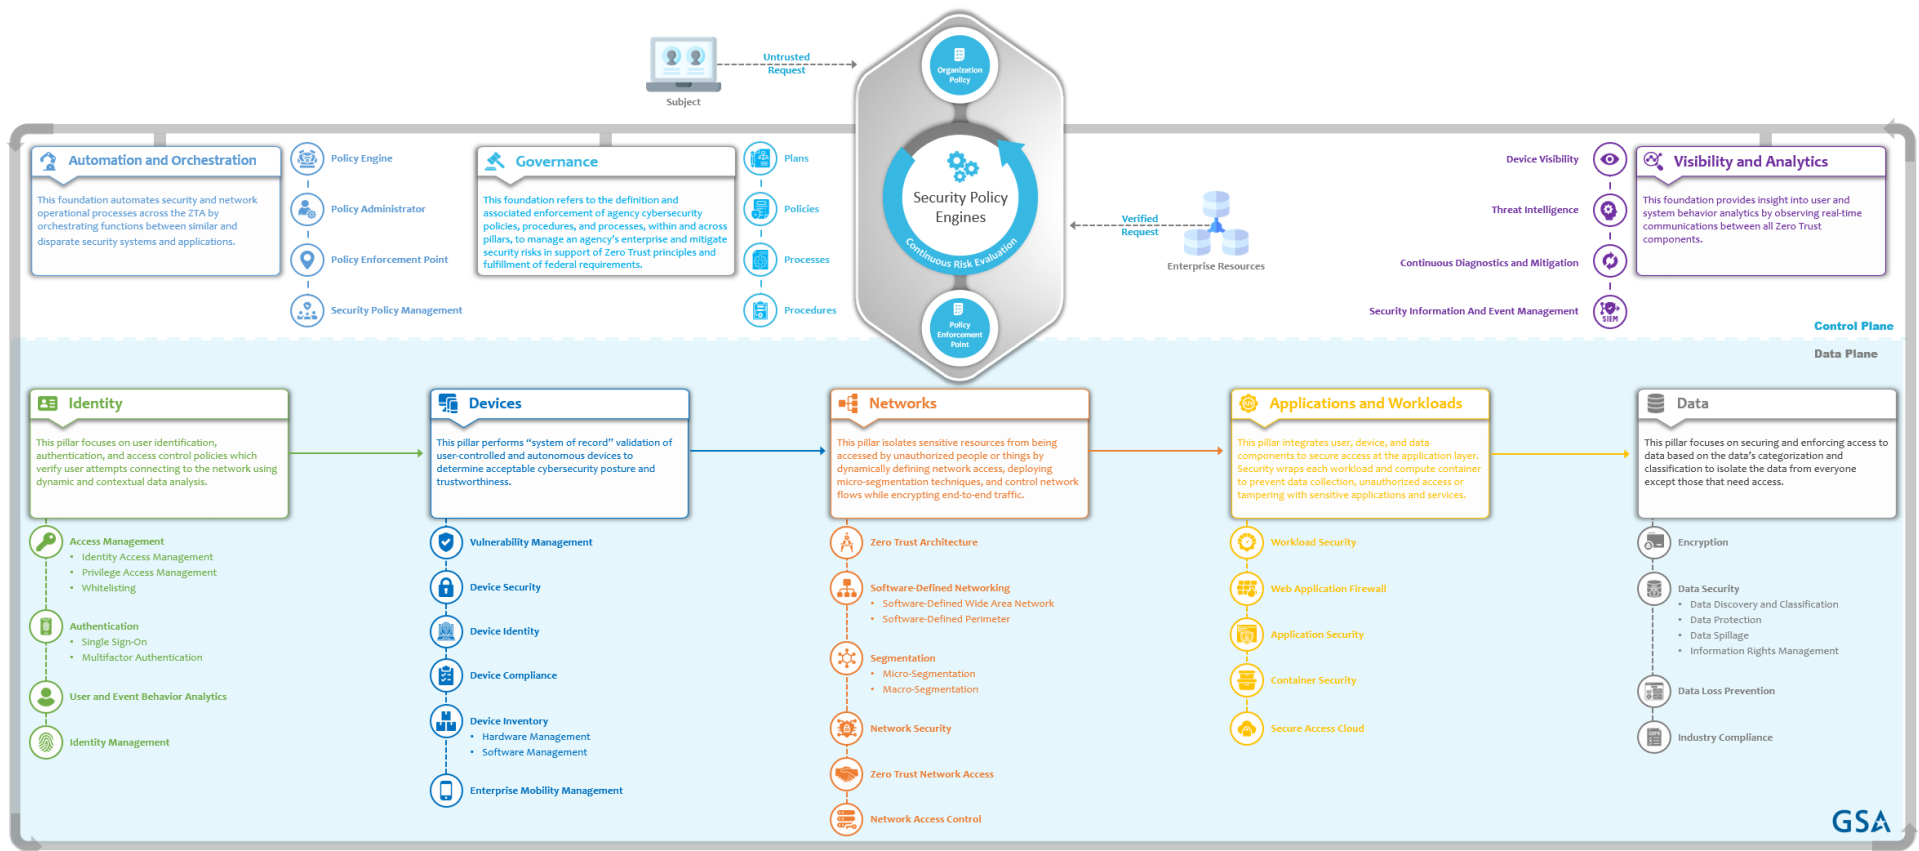 Subject
Untrusted
Request
Organization
Policy
Security Policy
Engines
Continuous Risk Evaluation
Policy
Enforcement
Point
Verified
Request
Enterprise Resources
Automation and Orchestration
This foundation automates security and network
operational processes across the ZTA by
orchestrating functions between similar and
disparate security systems and applications.
Policy Engine
Policy Administrator
Policy Enforcement Point
Security Policy Management
Governance
This foundation refers to the definition and
associated enforcement of agency cybersecurity
policies, procedures, and processes, within and across
pillars, to manage an agency's enterprise and mitigate
security risks in support of Zero Trust principles and
fulfillment of federal requirements.
Plans
Policies
Processes
Procedures
Device Visibility
Threat Intelligence
Continuous Diagnostics and Mitigation
Security Information And Event Management
SIEM
Visibility and Analytics
This foundation provides insight into user and
system behavior analytics by observing real-time
communications between all Zero Trust
components.
Control Plane
Data Plane
Identity
This pillar focuses on user identification,
authentication, and access control policies which
verify user attempts connecting to the network using
dynamic and contextual data analysis.
Access Management
• Identity Access Management
• Privilege Access Management
• Whitelisting
Authentication
• Single Sign-On
• Multifactor Authentication
User and Event Behavior Analytics
Identity Management
Devices
This pillar performs “system of record” validation of
user-controlled and autonomous devices to
determine acceptable cybersecurity posture and
trustworthiness.
Vulnerability Management
Device Security
Device Identity
Device Compliance
Device Inventory
• Hardware Management
• Software Management
Enterprise Mobility Management
Networks
This pillar isolates sensitive resources from being
accessed by unauthorized people or things by
dynamically defining network access, deploying
micro-segmentation techniques, and control network
flows while encrypting end-to-end traffic.
Zero Trust Architecture
Software-Defined Networking
• Software-Defined Wide Area Network
• Software-Defined Perimeter
Segmentation
• Micro-Segmentation
• Macro-Segmentation
Network Security
Zero Trust Network Access
Network Access Control
Applications and Workloads
This pillar integrates user, device, and data
components to secure access at the application layer.
Security wraps each workload and compute container
to prevent data collection, unauthorized access or
tampering with sensitive applications and services.
Workload Security
Web Application Firewall
Application Security
Container Security
Secure Access Cloud
Data
This pillar focuses on securing and enforcing access to
data based on the data's categorization and
classification to isolate the data from everyone
except those that need access.
Encryption
Data Security
• Data Discovery and Classification
• Data Protection
• Data Spillage
• Information Rights Management
Data Loss Prevention
Industry Compliance
GSA